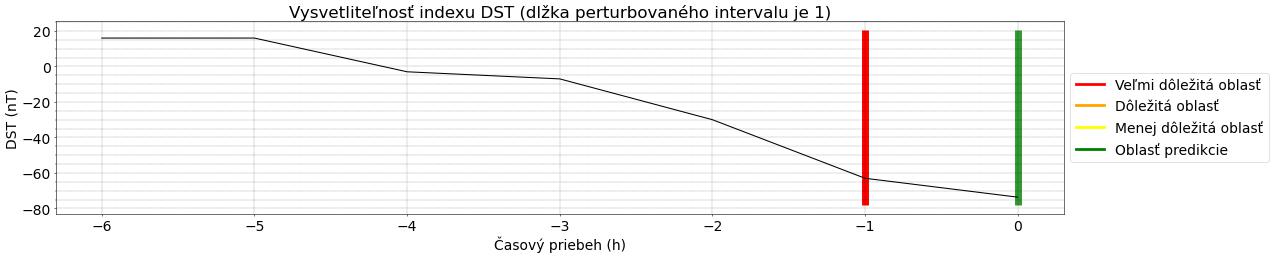 Vysvetliteľnosť indexu DST (dĺžka perturbovaného intervalu je 1)
DST (nT)
20
0
−20
−40
−60
−80
−6 −5 −4 −3 −2 −1 0
Časový priebeh (h)
Veľmi dôležitá oblasť
Dôležitá oblasť
Menej dôležitá oblasť
Oblasť predikcie